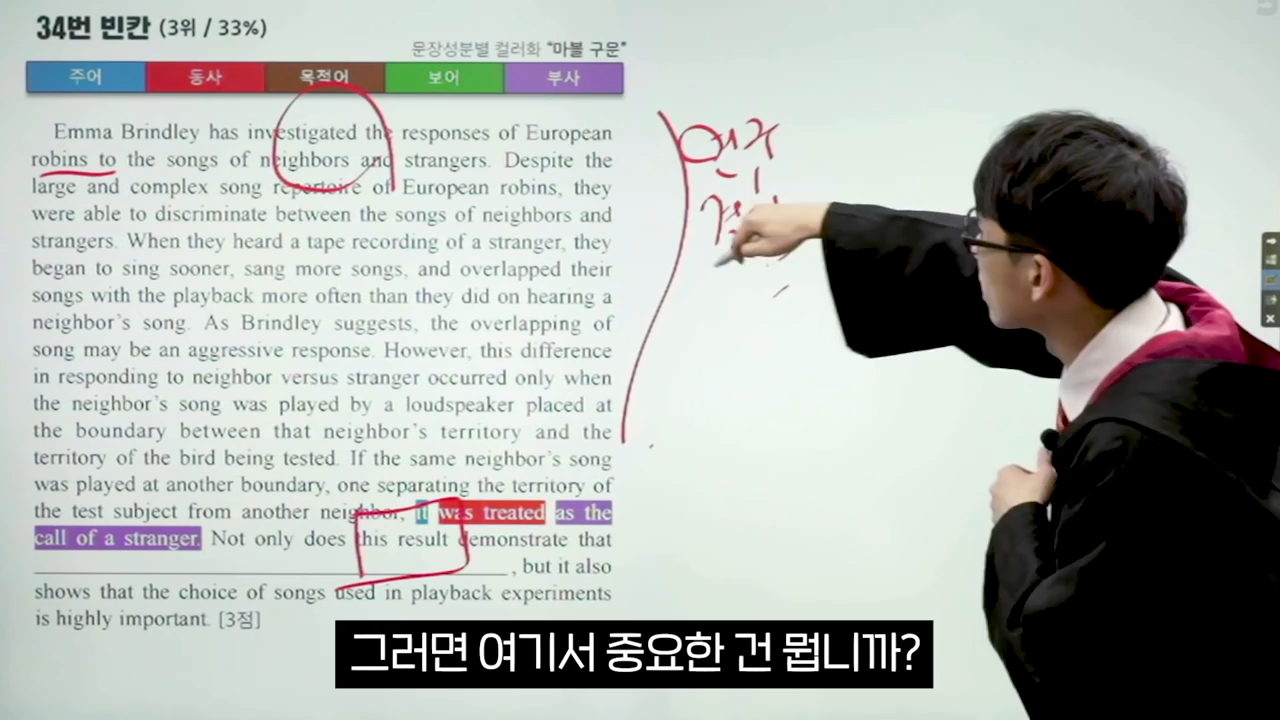 34번 빈칸 (3위 / 33%)
문장성분별 컬러화 "마볼 구문"
주어 동사 목적어 보어 부사
Emma Brindley has investigated the responses of European
robins to the songs of neighbors and strangers. Despite the
large and complex song repertoire of European robins, they
were able to discriminate between the songs of neighbors and
strangers. When they heard a tape recording of a stranger, they
began to sing sooner, sang more songs, and overlapped their
songs with the playback more often than they did on hearing a
neighbor's song. As Brindley suggests, the overlapping of
song may be an aggressive response. However, this difference
in responding to neighbor versus stranger occurred only when
the neighbor's song was played by a loudspeaker placed at
the boundary between that neighbor's territory and the
territory of the bird being tested. If the same neighbor's song
was played at another boundary, one separating the territory of
the test subject from another neighbor, it was treated as the
call of a stranger. Not only does this result demonstrate that
, but it also
shows that the choice of songs used in playback experiments
is highly important. [3점]
그러면 여기서 중요한 건 뭡니까?